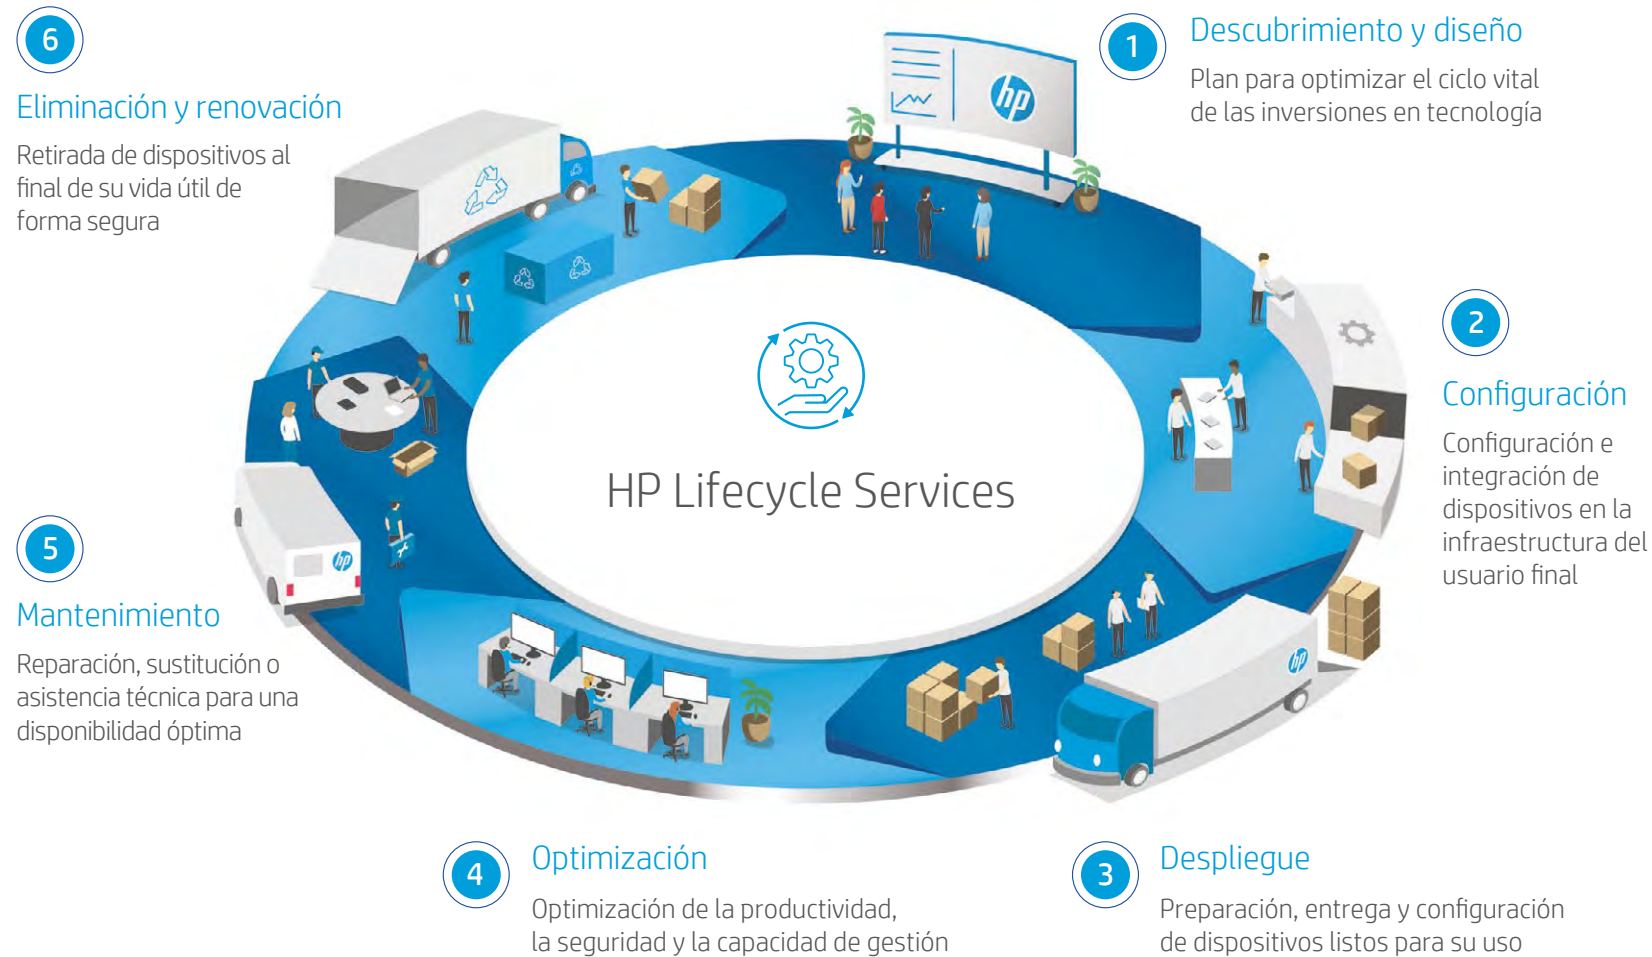 1
Descubrimiento y diseño
Plan para optimizar el ciclo vital
de las inversiones en tecnología
hp
2
Configuración
Configuración e
integración de
dispositivos en la
infraestructura del
usuario final
3
Despliegue
Preparación, entrega y configuración
de dispositivos listos para su uso
hp
4
Optimización
Optimización de la productividad,
la seguridad y la capacidad de gestión
5
Mantenimiento
Reparación, sustitución o
asistencia técnica para una
disponibilidad óptima
hp
6
Eliminación y renovación
Retirada de dispositivos al
final de su vida útil de
forma segura
HP Lifecycle Services